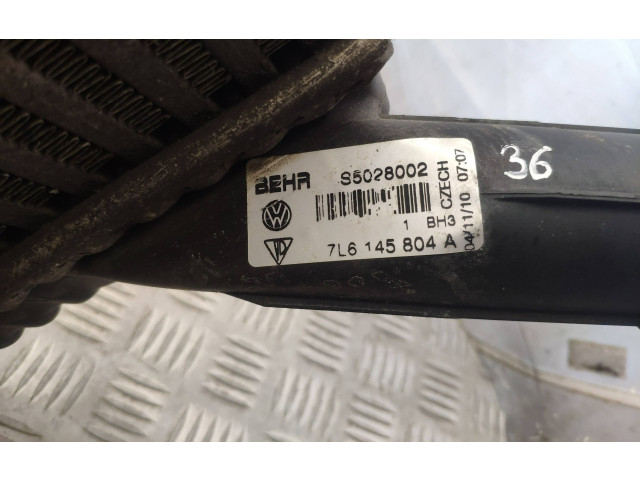 BEHR S5028002
1 BH3
7L6 145 804 A
CZECH
04/11/10 07:07
36